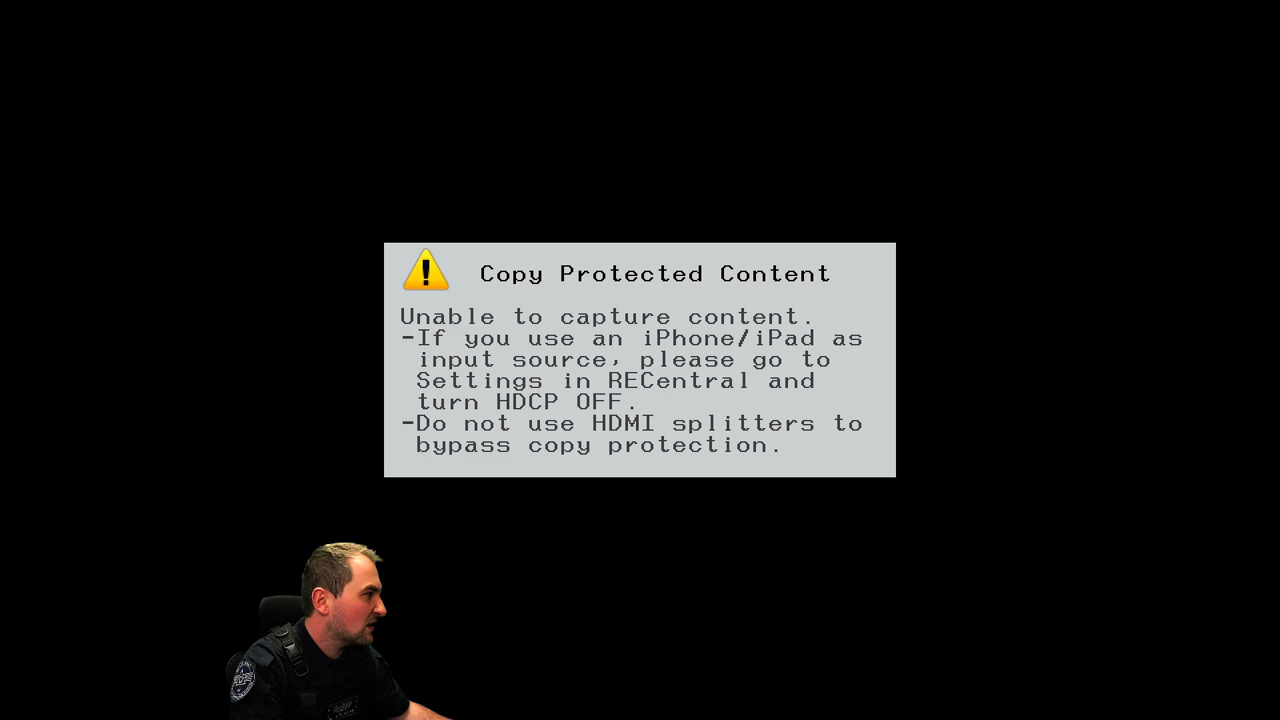 Copy Protected Content
Unable to capture content.
-If you use an iPhone/iPad as
input source, please go to
Settings in RECentral and
turn HDCP OFF.
-Do not use HDMI splitters to
bypass copy protection.